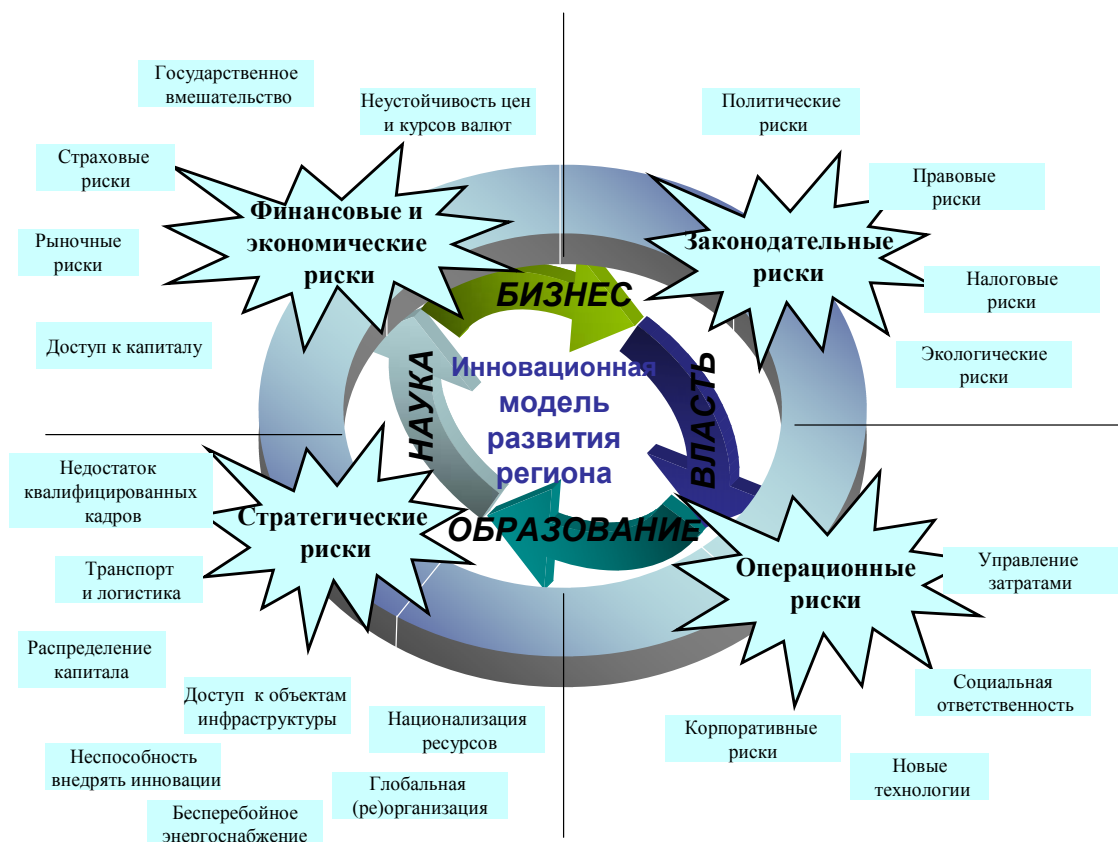 Государственное
вмешательство
Неустойчивость цен
и курсов валют
Страховые
риски
Рыночные
риски
Доступ к капиталу
Финансовые и
экономические
риски
Политические
риски
Правовые
риски
Налоговые
риски
Экологические
риски
Законодательные
риски
БИЗНЕС
ВЛАСТЬ
ОБРАЗОВАНИЕ
НАУКА
Инновационная
модель
развития
региона
Стратегические
риски
Недостаток
квалифицированных
кадров
Транспорт
и логистика
Распределение
капитала
Доступ к объектам
инфраструктуры
Национализация
ресурсов
Неспособность
внедрять инновации
Глобальная
(ре)организация
Бесперебойное
энергоснабжение
Операционные
риски
Управление
затратами
Социальная
ответственность
Корпоративные
риски
Новые
технологии